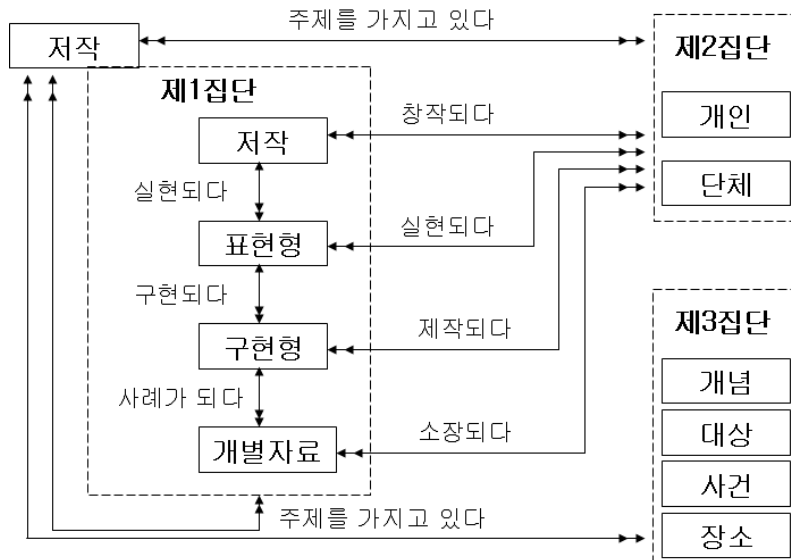 주제를 가지고 있다
저작
제2집단
제1집단
개인
창작되다
저작
단체
실현되다
실현되다
표현형
구현되다
제작되다
제3집단
구현형
개념
사례가 되다
소장되다
대상
개별자료
사건
주제를 가지고 있다
장소